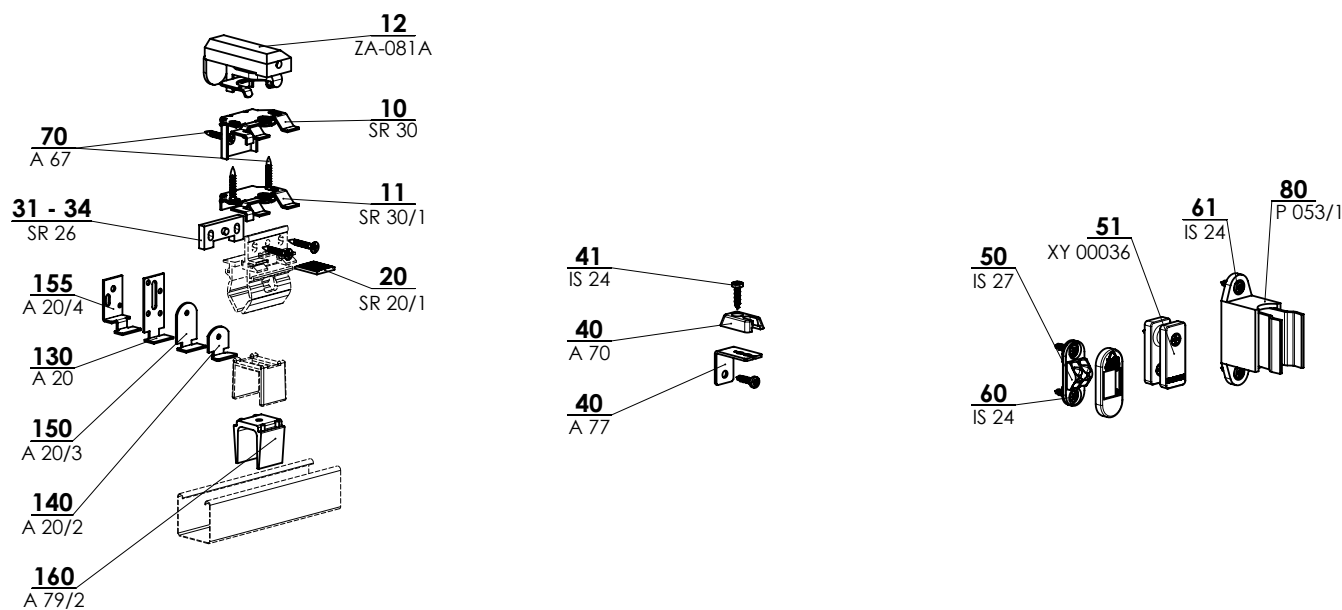 12
ZA-081A
10
SR 30
70
A 67
11
SR 30/1
31 - 34
SR 26
20
SR 20/1
155
A 20/4
130
A 20
150
A 20/3
140
A 20/2
160
A 79/2
41
IS 24
40
A 70
40
A 77
50
IS 27
60
IS 24
51
XY 00036
61
IS 24
80
P 053/1